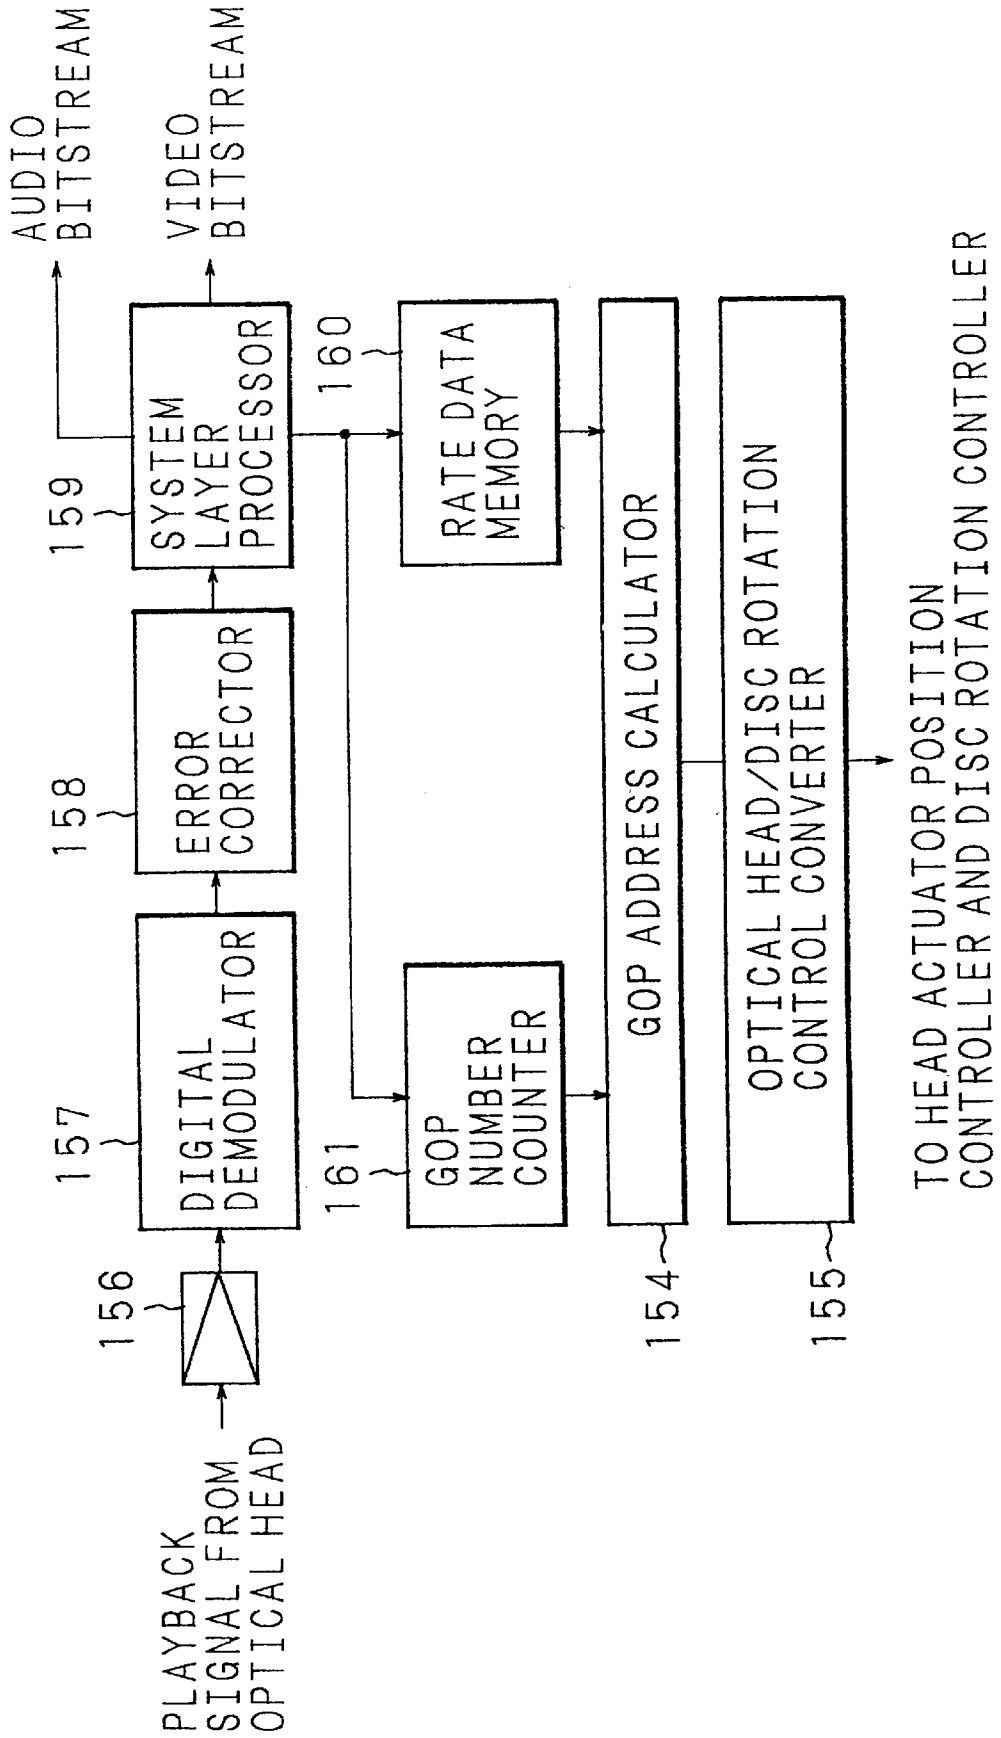 PLAYBACK
SIGNAL FROM
OPTICAL HEAD
156
157
DIGITAL
DEMODULATOR
158
ERROR
CORRECTOR
159
SYSTEM
LAYER
PROCESSOR
AUDIO
BITSTREAM
VIDEO
BITSTREAM
161
GOP
NUMBER
COUNTER
160
RATE DATA
MEMORY
154
GOP ADDRESS CALCULATOR
155
OPTICAL HEAD/DISC ROTATION
CONTROL CONVERTER
TO HEAD ACTUATOR POSITION
CONTROLLER AND DISC ROTATION CONTROLLER